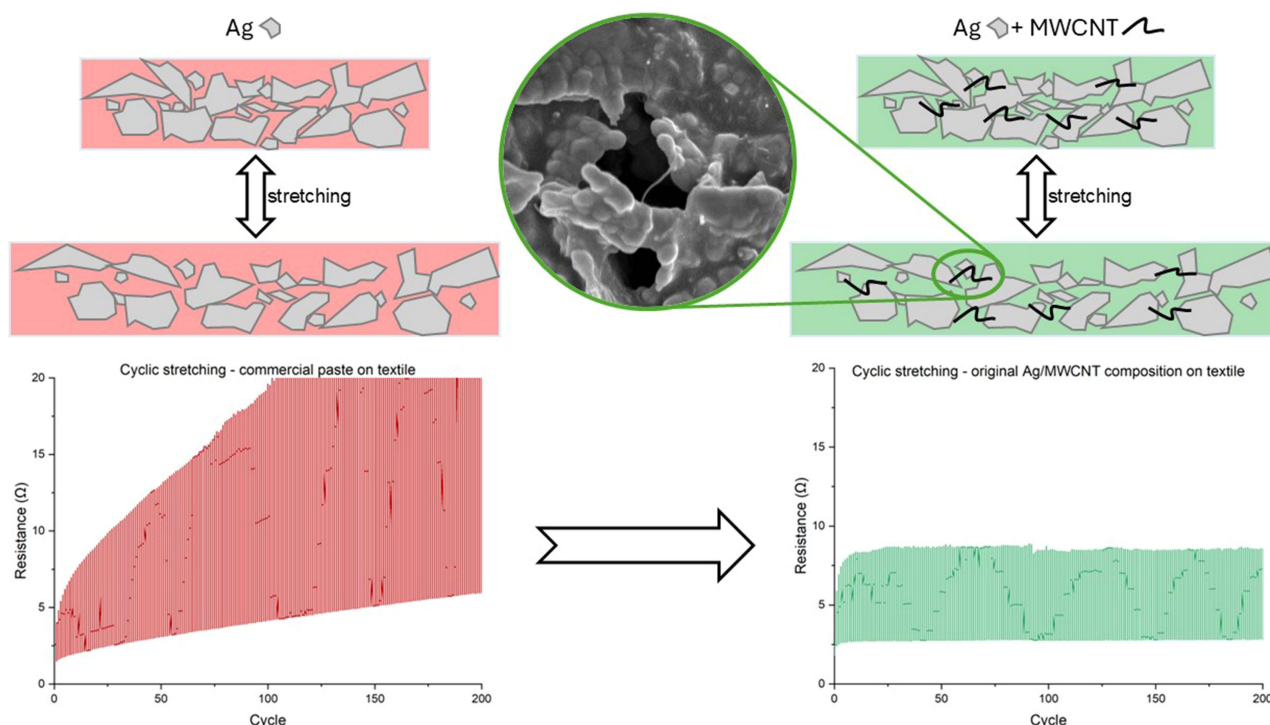 Ag
Ag + MWCNT
stretching
stretching
Cyclic stretching - commercial paste on textile
20
15
10
5
0
Resistance (Ω)
0 50 100 150 200
Cycle
Cyclic stretching - original Ag/MWCNT composition on textile
20
15
10
5
0
Resistance (Ω)
0 50 100 150 200
Cycle